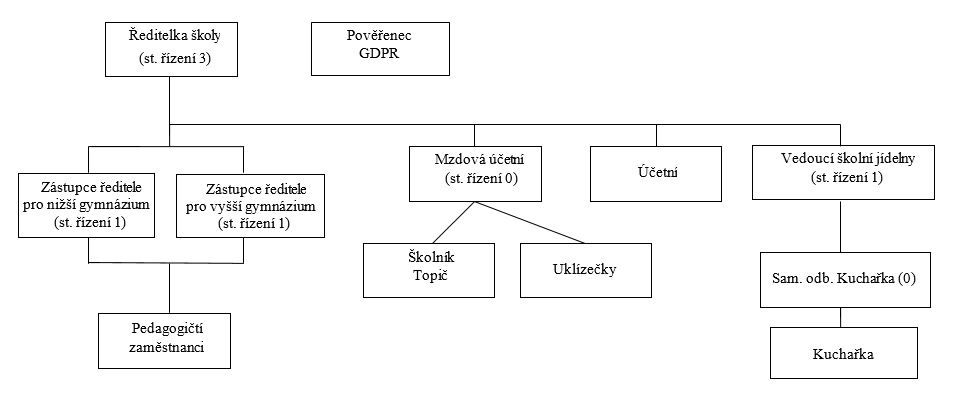 Ředitelka školy
(st. řízení 3)
Pověřenec
GDPR
Zástupce ředitele
pro nižší gymnázium
(st. řízení 1)
Zástupce ředitele
pro vyšší gymnázium
(st. řízení 1)
Mzdová účetní
(st. řízení 0)
Účetní
Vedoucí školní jídelny
(st. řízení 1)
Školník
Topič
Uklízečky
Sam. odb. Kuchařka (0)
Pedagogičtí
zaměstnanci
Kuchařka